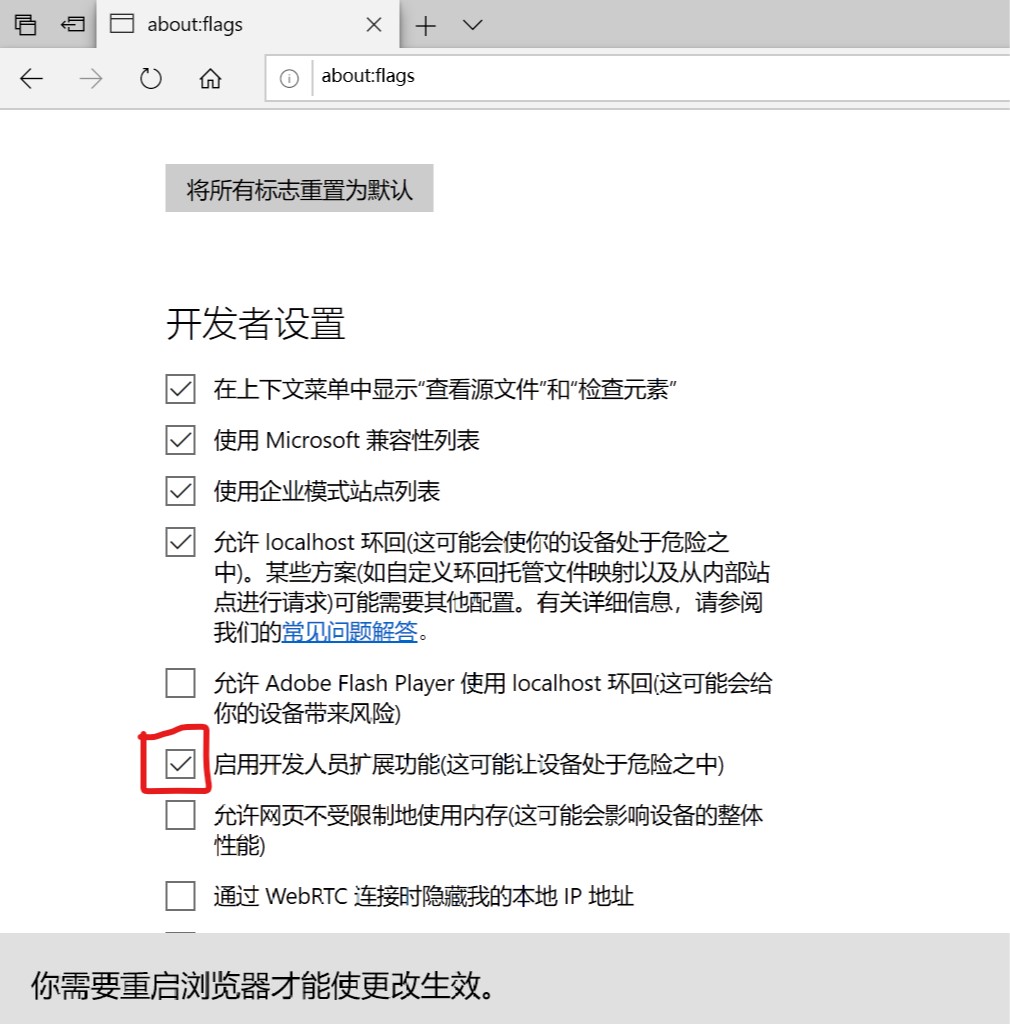 about:flags
about:flags
将所有标志重置为默认
开发者设置
在上下文菜单中显示“查看源文件”和“检查元素”
使用 Microsoft 兼容性列表
使用企业模式站点列表
允许 localhost 环回(这可能会使你的设备处于危险之
中)。某些方案(如自定义环回托管文件映射以及从内部站
点进行请求)可能需要其他配置。有关详细信息，请参阅
我们的常见问题解答。
允许 Adobe Flash Player 使用 localhost 环回(这可能会给
你的设备带来风险)
启用开发人员扩展功能(这可能让设备处于危险之中)
允许网页不受限制地使用内存(这可能会影响设备的整体
性能)
通过 WebRTC 连接时隐藏我的本地 IP 地址
你需要重启浏览器才能使更改生效。